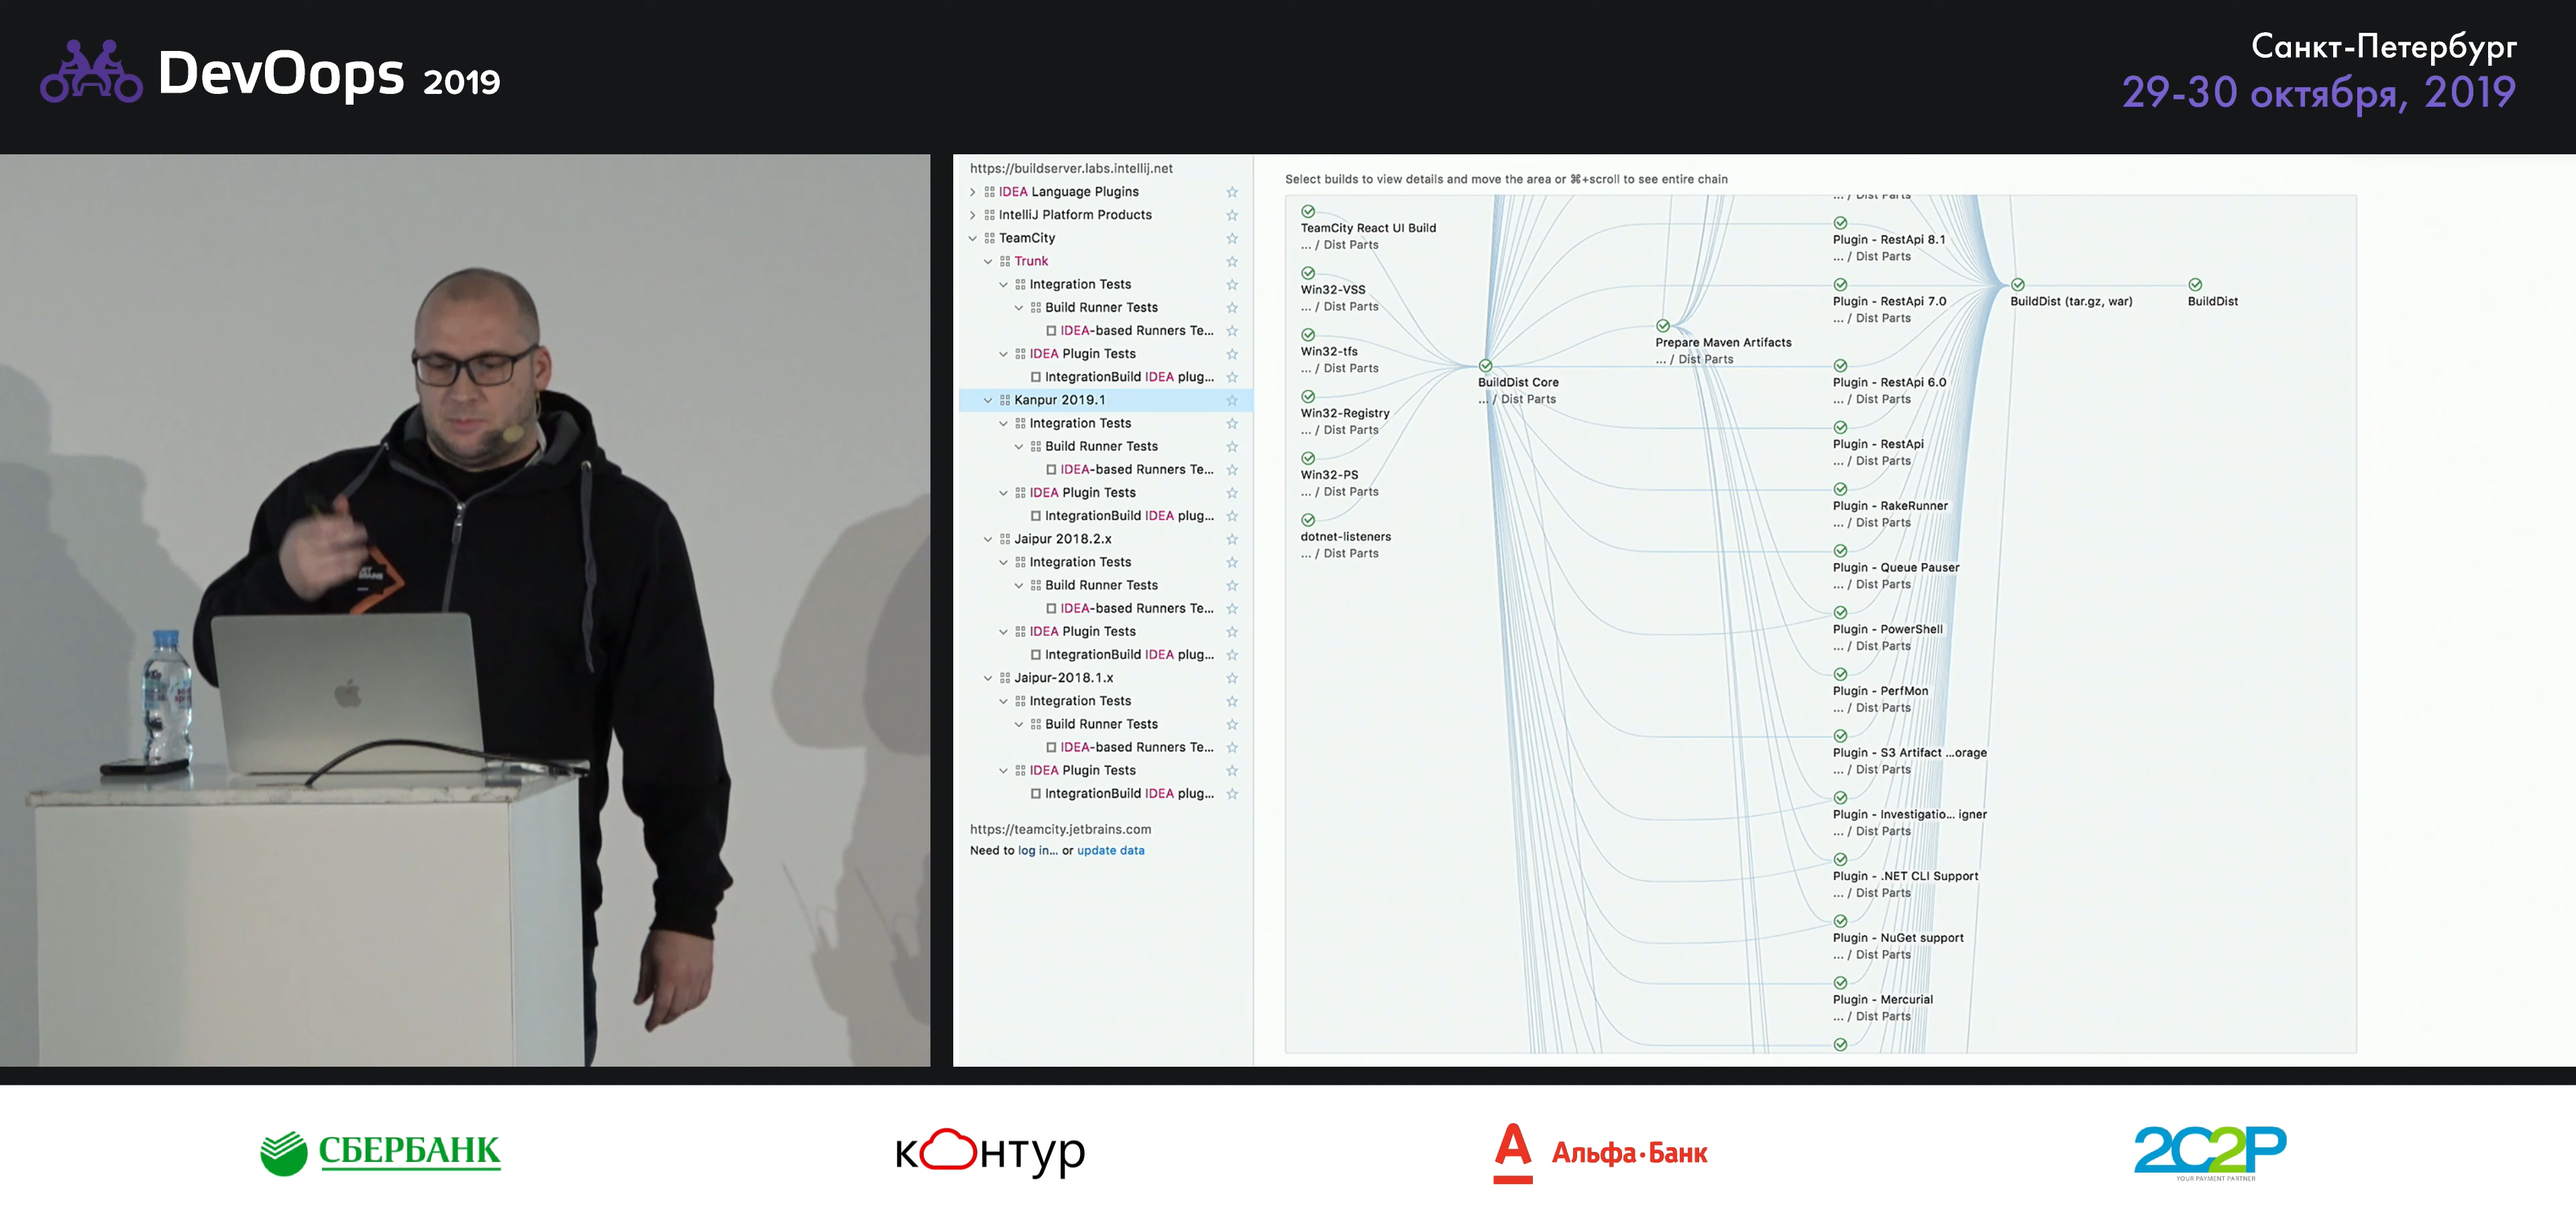 DevOops 2019
Санкт-Петербург
29-30 октября, 2019
JET
BRAINS
https://buildserver.labs.intellij.net
IDEA Language Plugins
IntelliJ Platform Products
TeamCity
Trunk
Integration Tests
Build Runner Tests
IDEA-based Runners Te...
IDEA Plugin Tests
IntegrationBuild IDEA plug...
Kanpur 2019.1
Integration Tests
Build Runner Tests
IDEA-based Runners Te...
IDEA Plugin Tests
IntegrationBuild IDEA plug...
Jaipur 2018.2.x
Integration Tests
Build Runner Tests
IDEA-based Runners Te...
IDEA Plugin Tests
IntegrationBuild IDEA plug...
Jaipur-2018.1.x
Integration Tests
Build Runner Tests
IDEA-based Runners Te...
IDEA Plugin Tests
IntegrationBuild IDEA plug...
https://teamcity.jetbrains.com
Need to log in... or update data
Select builds to view details and move the area or ⌘+scroll to see entire chain
TeamCity React UI Build
... / Dist Parts
Win32-VSS
... / Dist Parts
Win32-tfs
... / Dist Parts
Win32-Registry
... / Dist Parts
Win32-PS
... / Dist Parts
dotnet-listeners
... / Dist Parts
BuildDist Core
... / Dist Parts
Prepare Maven Artifacts
... / Dist Parts
... / Dist Parts
Plugin - RestApi 8.1
... / Dist Parts
Plugin - RestApi 7.0
... / Dist Parts
Plugin - RestApi 6.0
... / Dist Parts
Plugin - RestApi
... / Dist Parts
Plugin - RakeRunner
... / Dist Parts
Plugin - Queue Pauser
... / Dist Parts
Plugin - PowerShell
... / Dist Parts
Plugin - PerfMon
... / Dist Parts
Plugin - S3 Artifact ...orage
... / Dist Parts
Plugin - Investigatio... igner
... / Dist Parts
Plugin - .NET CLI Support
... / Dist Parts
Plugin - NuGet support
... / Dist Parts
Plugin - Mercurial
... / Dist Parts
BuildDist (tar.gz, war)
BuildDist
СБЕРБАНК
контур
Альфа·Банк
2C2P
YOUR PAYMENT PARTNER